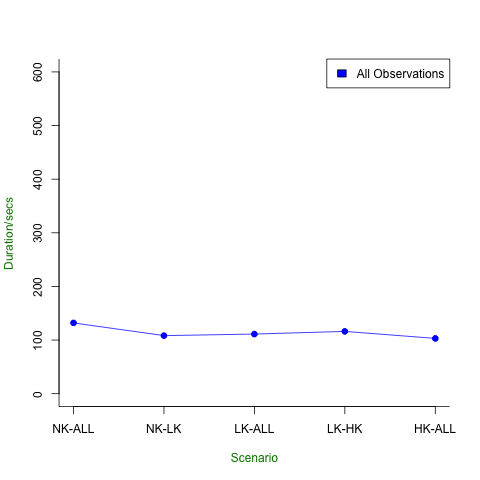 All Observations
Duration/secs
600
500
400
300
200
100
0
NK-ALL NK-LK LK-ALL LK-HK HK-ALL
Scenario